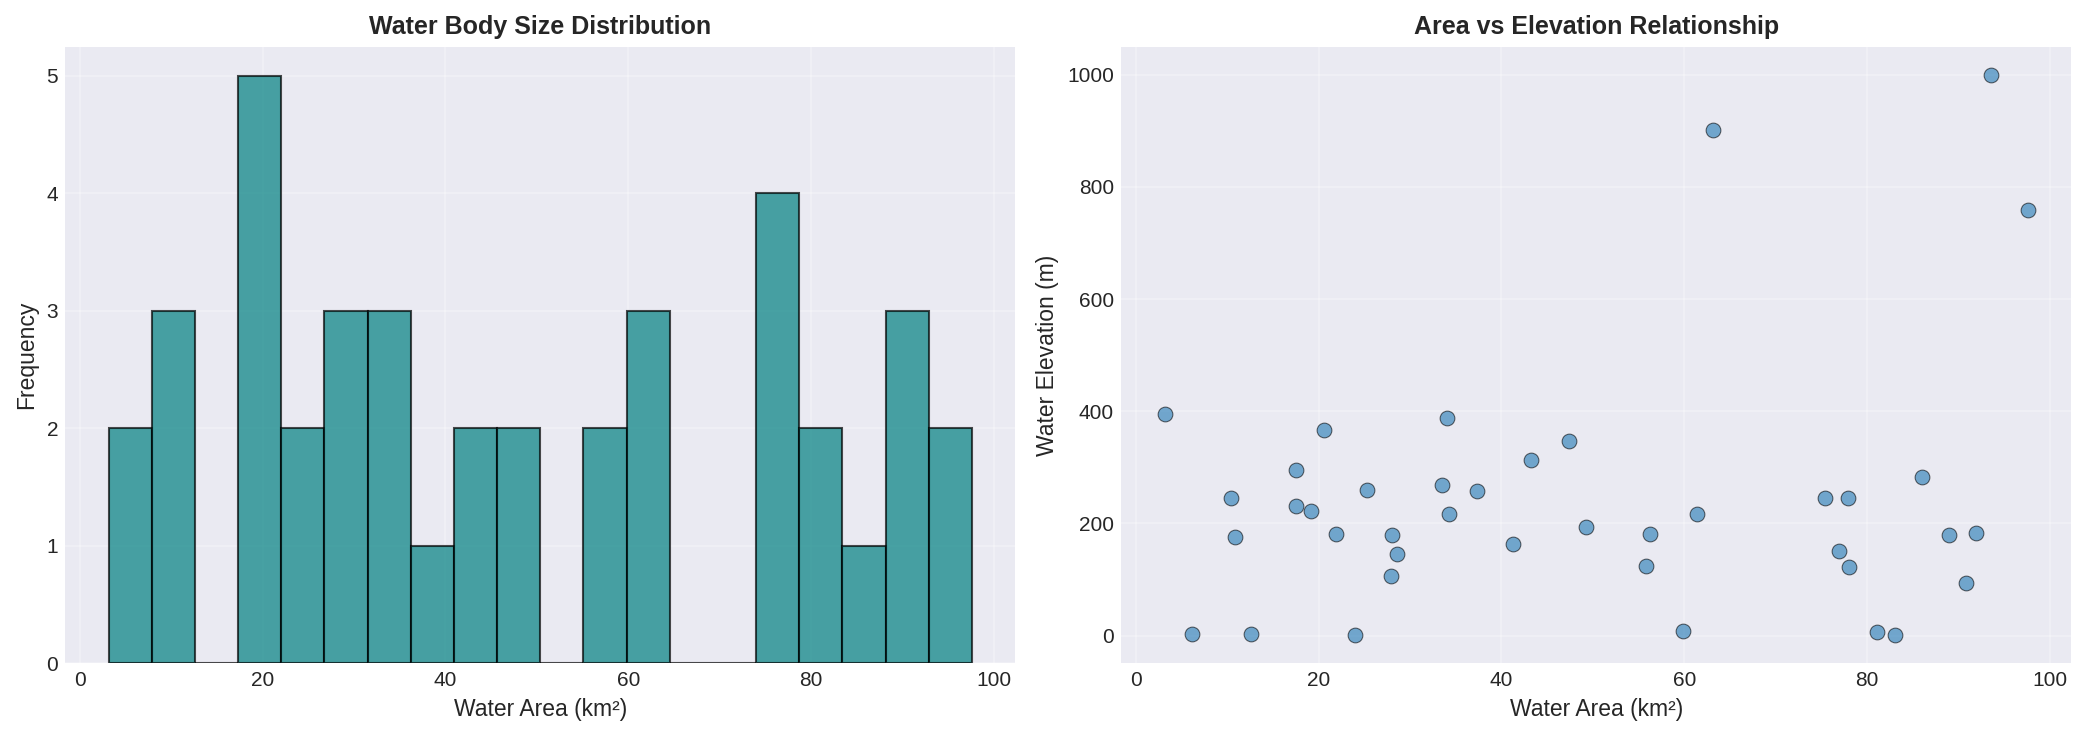 Water Body Size Distribution
5
4
3
2
1
0
Frequency
0 20 40 60 80 100
Water Area (km²)
Area vs Elevation Relationship
1000
800
600
400
200
0
Water Elevation (m)
0 20 40 60 80 100
Water Area (km²)